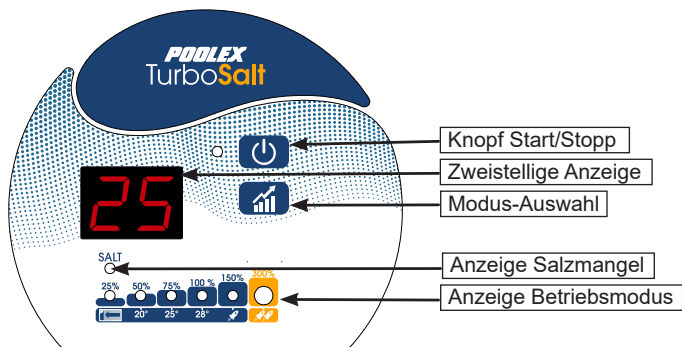 POOLEX
TurboSalt
Knopf Start/Stopp
Zweistellige Anzeige
25
Modus-Auswahl
SALT
Anzeige Salzmangel
25% 50% 75% 100 % 150% 300%
Anzeige Betriebsmodus
20° 25° 28°